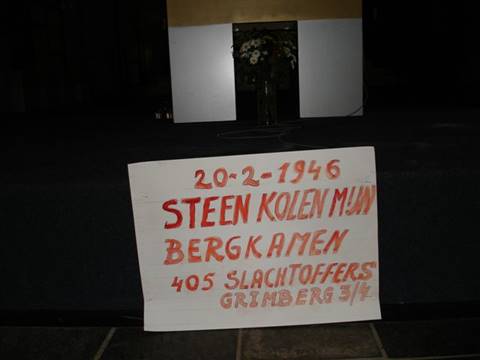 20-2-1946
STEEN KOLEN MIJN
BERGKAMEN
405 SLACHTOFFERS
GRIMBERG 3/4